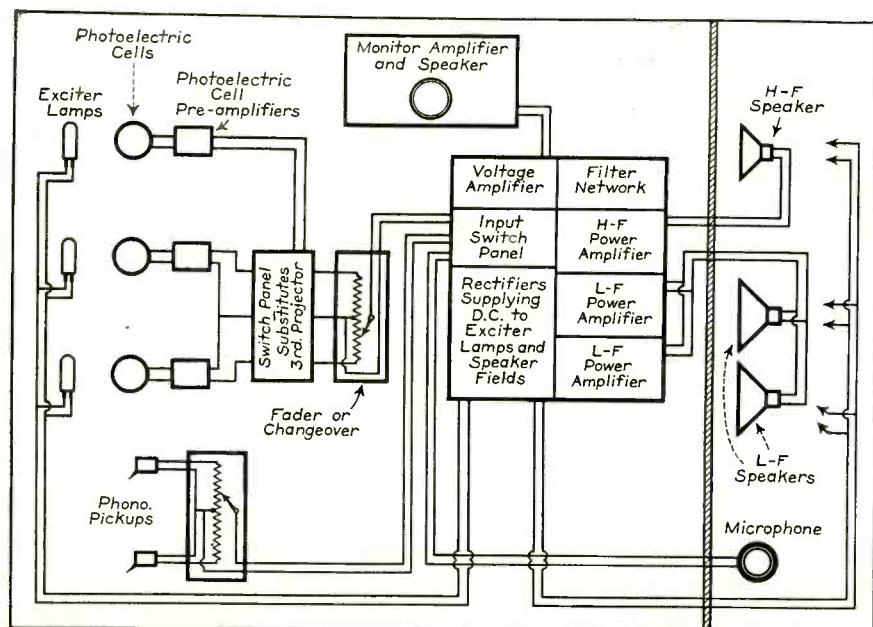 Photoelectric
Cells
Photoelectric
Cell
Pre-amplifiers
Exciter
Lamps
Monitor Amplifier
and Speaker
H-F
Speaker
Voltage
Amplifier
Filter
Network
Input
Switch
Panel
H-F
Power
Amplifier
Rectifiers
Supplying
D.C. to
Exciter
Lamps and
Speaker
Fields
L-F
Power
Amplifier
L-F
Power
Amplifier
Switch Panel
Substitutes
3rd. Projector
Fader or
Changeover
Phono.
Pickups
L-F
Speakers
Microphone